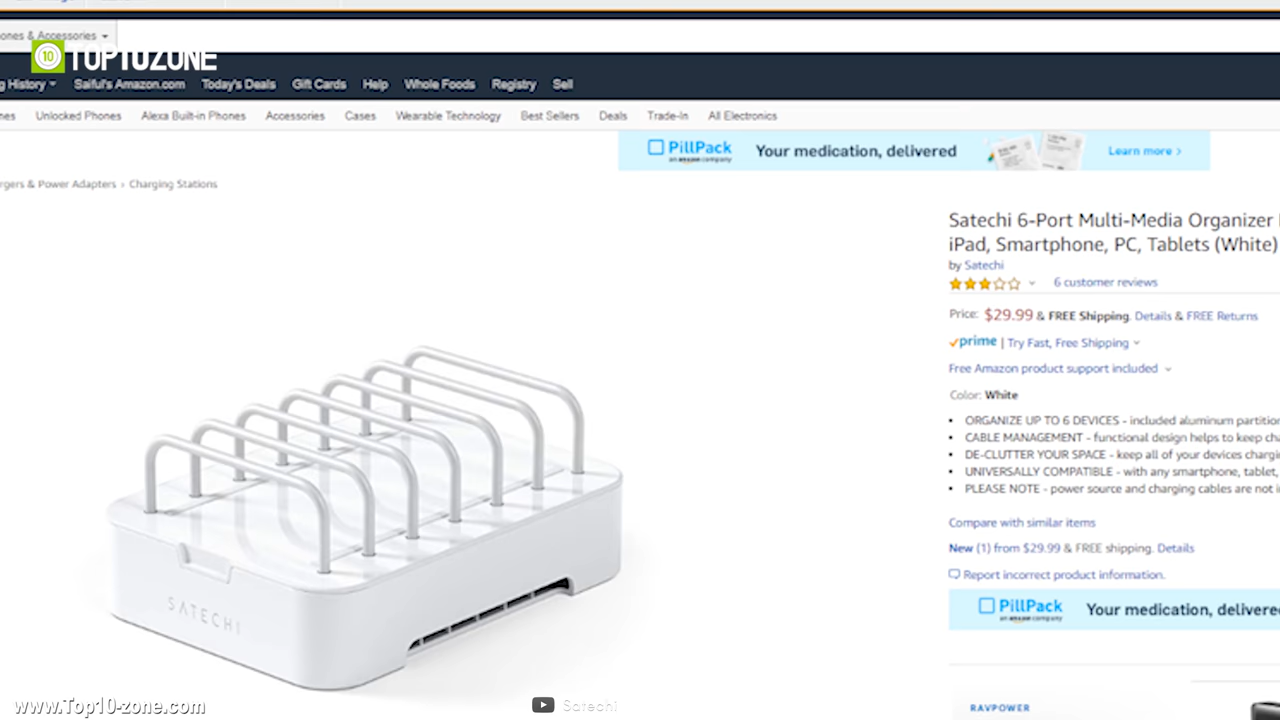 ones & Accessories
10 TOP10ZONE
g History Saiful's Amazon.com Today's Deals Gift Cards Help Whole Foods Registry Sell
nes Unlocked Phones Alexa Built-in Phones Accessories Cases Wearable Technology Best Sellers Deals Trade-In All Electronics
PillPack an amazon company Your medication, delivered Learn more ›
rgers & Power Adapters › Charging Stations
Satechi 6-Port Multi-Media Organizer
iPad, Smartphone, PC, Tablets (White)
by Satechi
6 customer reviews
Price: $29.99 & FREE Shipping. Details & FREE Returns
prime | Try Fast, Free Shipping
Free Amazon product support included
Color: White
• ORGANIZE UP TO 6 DEVICES - included aluminum partition
• CABLE MANAGEMENT - functional design helps to keep cha
• DE-CLUTTER YOUR SPACE - keep all of your devices chargi
• UNIVERSALLY COMPATIBLE - with any smartphone, tablet,
• PLEASE NOTE - power source and charging cables are not i
Compare with similar items
New (1) from $29.99 & FREE shipping. Details
Report incorrect product information.
PillPack an amazon company Your medication, delivere
SATECHI
www.Top10-zone.com
Satechi
RAVPOWER